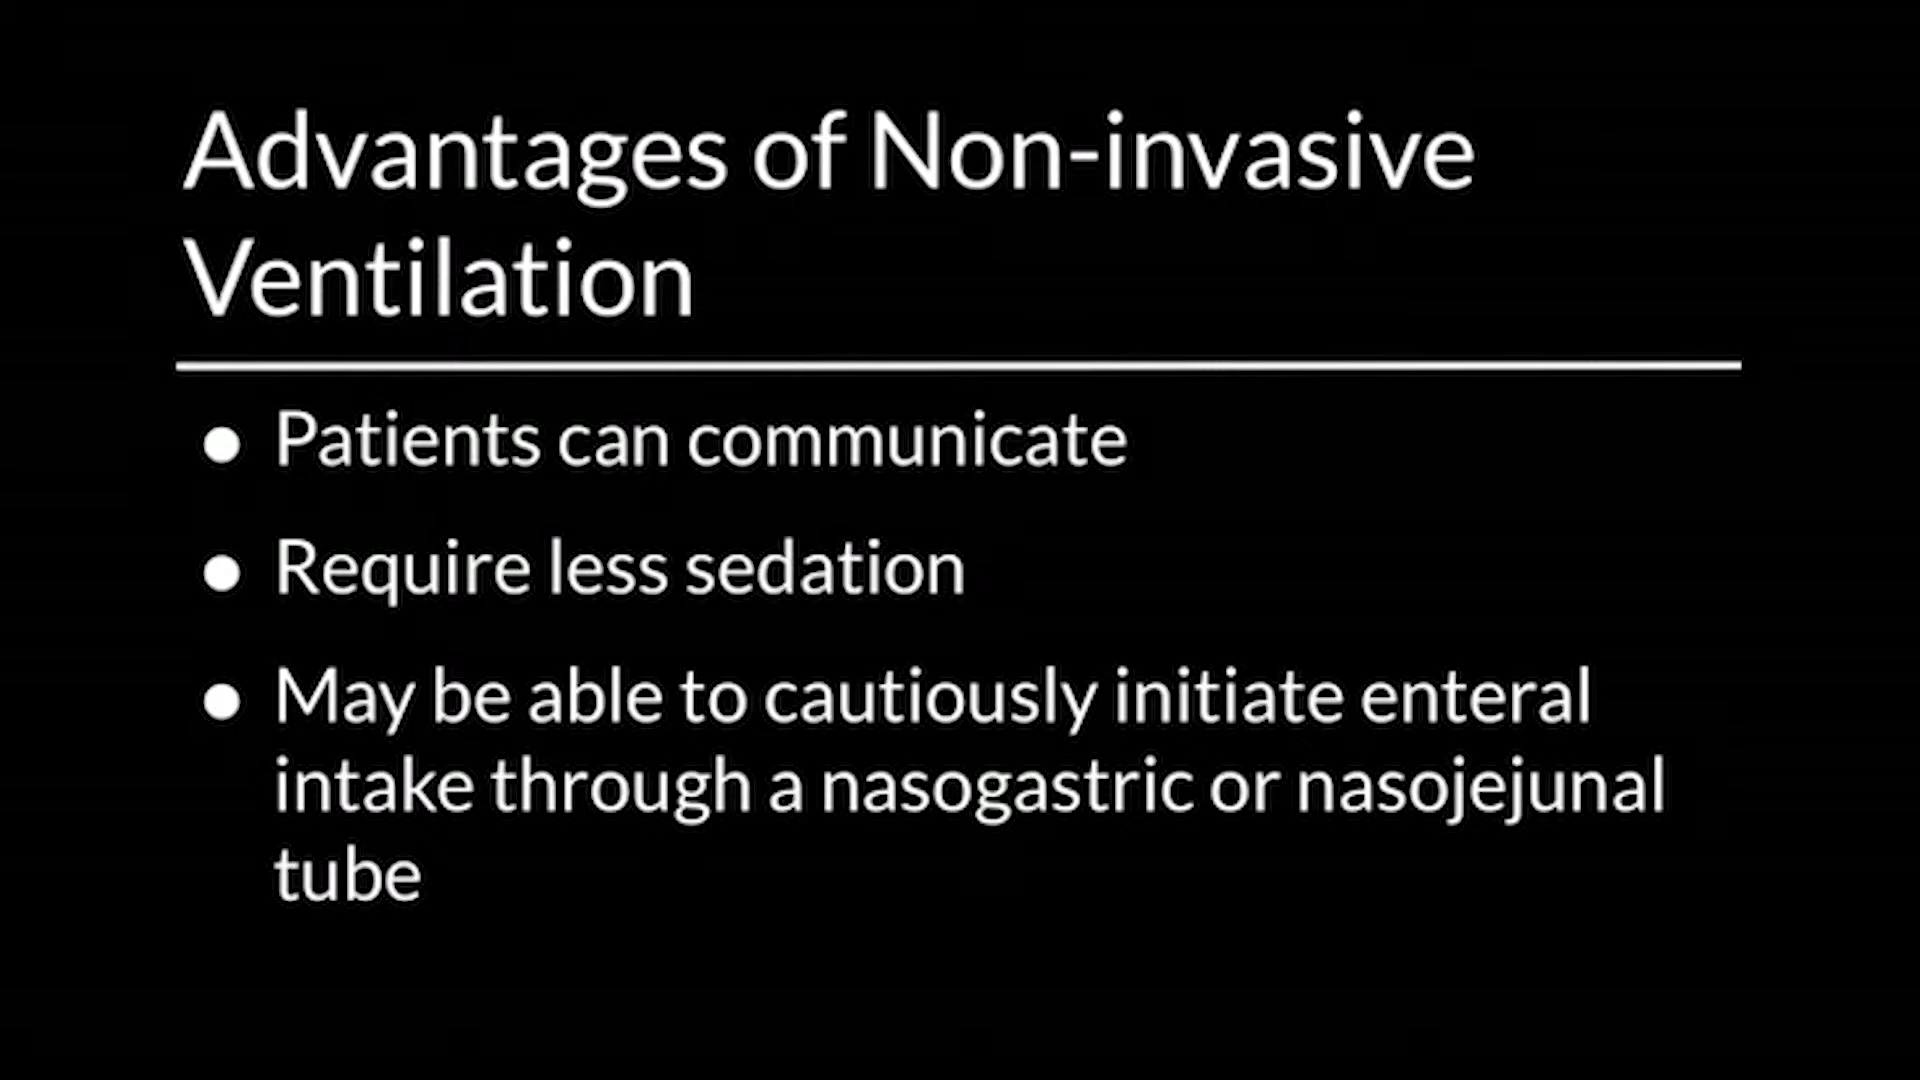 Advantages of Non-invasive
Ventilation
● Patients can communicate
● Require less sedation
● May be able to cautiously initiate enteral
intake through a nasogastric or nasojejunal
tube